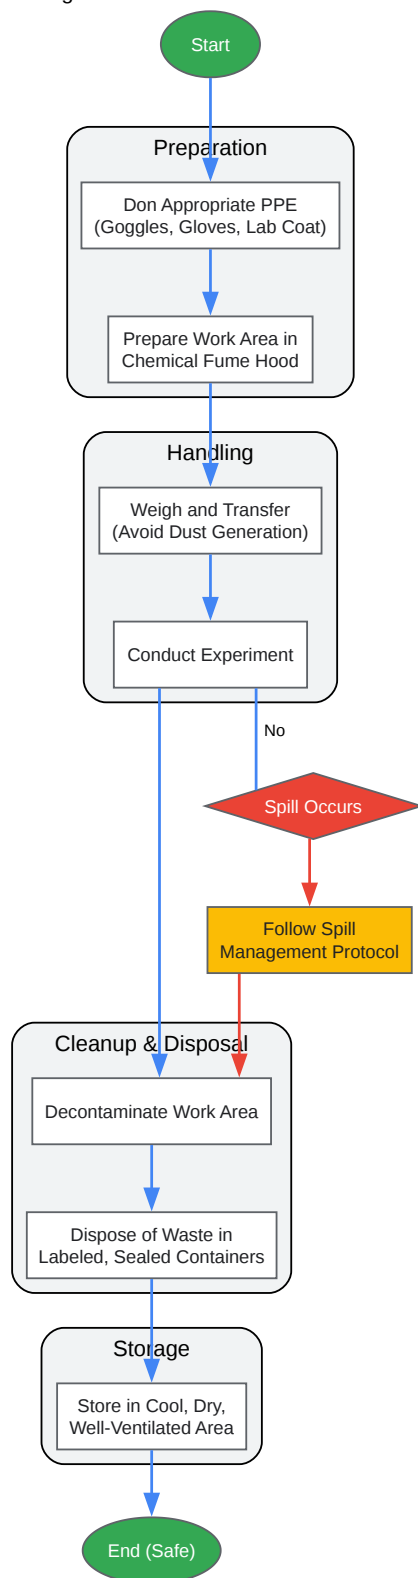 Start
Preparation
Don Appropriate PPE
(Goggles, Gloves, Lab Coat)
Prepare Work Area in
Chemical Fume Hood
Handling
Weigh and Transfer
(Avoid Dust Generation)
Conduct Experiment
No
Spill Occurs
Follow Spill
Management Protocol
Cleanup & Disposal
Decontaminate Work Area
Dispose of Waste in
Labeled, Sealed Containers
Storage
Store in Cool, Dry,
Well-Ventilated Area
End (Safe)